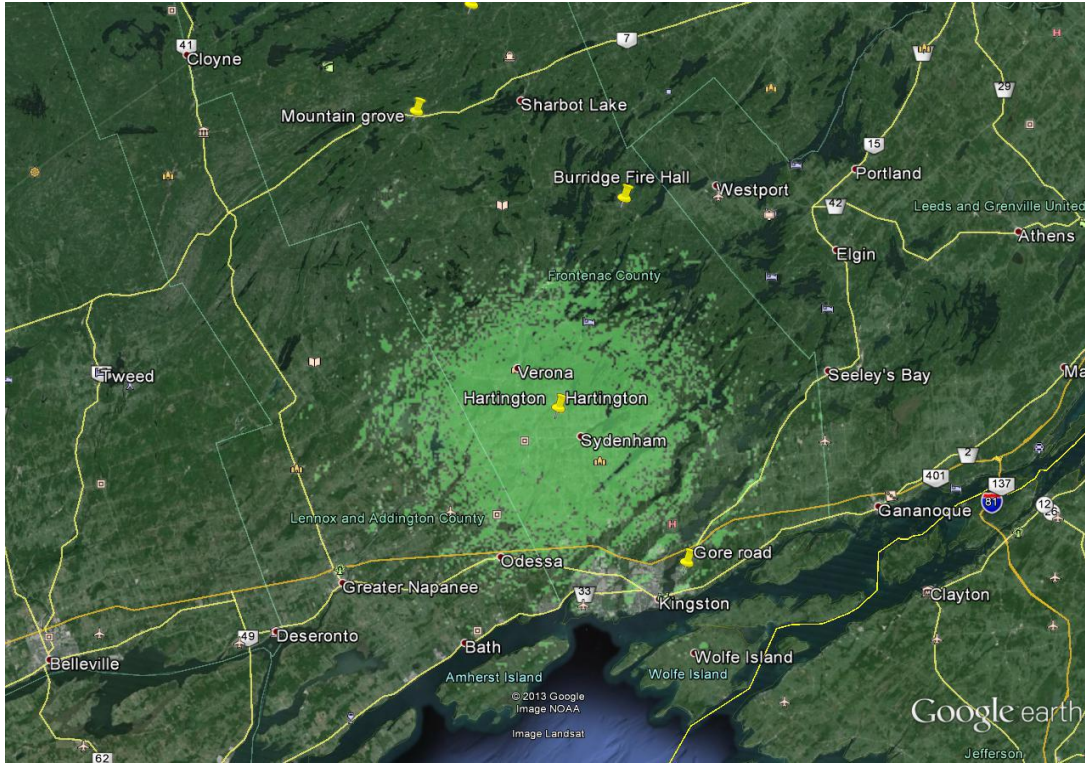 7
41
Cloyne
29
Mountain grove
Sharbot Lake
15
Burridge Fire Hall
Portland
Westport
42
Leeds and Grenville United
Athens
Elgin
Frontenac County
Verona
Tweed
Seeley's Bay
Ma
Hartington
Hartington
Sydenham
2
401
137
81
12
Gananoque
Lennox and Addington County
Gore road
Odessa
Greater Napanee
33
Kingston
Clayton
49
Deseronto
Bath
Belleville
Wolfe Island
Amherst Island
Wolfe Island
© 2013 Google
Image NOAA
Google earth
Image Landsat
Jefferson
62